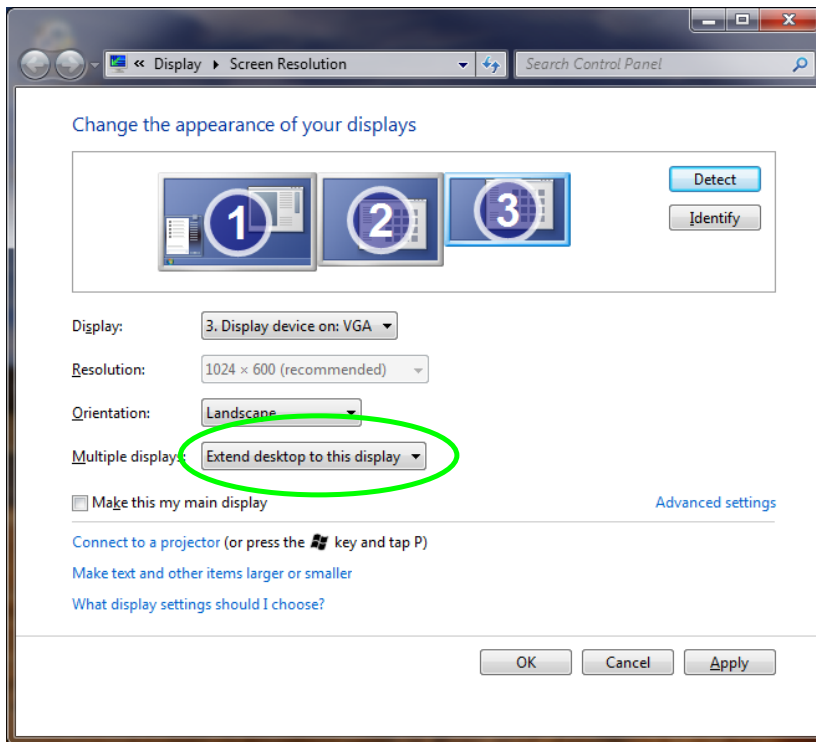 « Display ▸ Screen Resolution Search Control Panel
Change the appearance of your displays
1 2 3
Detect
Identify
Display: 3. Display device on: VGA
Resolution: 1024 × 600 (recommended)
Orientation: Landscape
Multiple displays: Extend desktop to this display
Make this my main display Advanced settings
Connect to a projector (or press the key and tap P)
Make text and other items larger or smaller
What display settings should I choose?
OK Cancel Apply